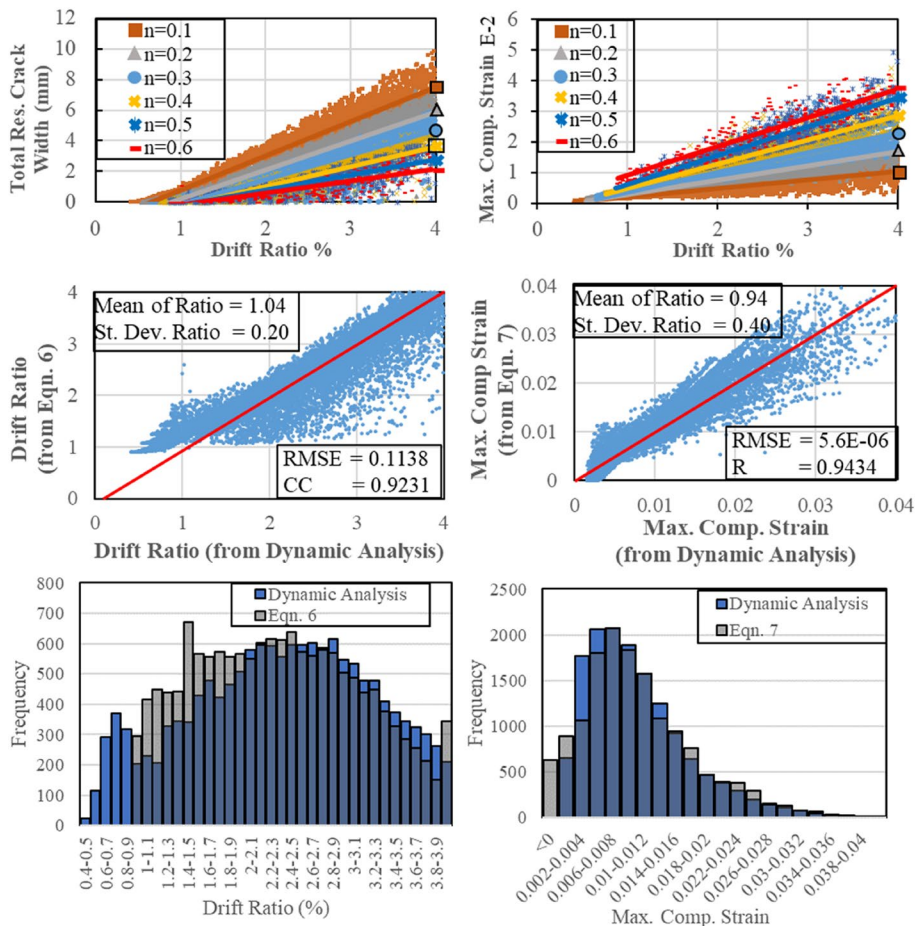 Total Res. Crack
Width (mm)
12
10
8
6
4
2
0
n=0.1
n=0.2
n=0.3
n=0.4
n=0.5
n=0.6
0
1
2
3
4
Drift Ratio %
Max. Comp. Strain E-2
6
5
4
3
2
1
0
n=0.1
n=0.2
n=0.3
n=0.4
n=0.5
n=0.6
0
1
2
3
4
Drift Ratio %
Drift Ratio
(from Eqn. 6)
4
3
2
1
0
Mean of Ratio = 1.04
St. Dev. Ratio = 0.20
RMSE = 0.1138
CC = 0.9231
0
1
2
3
4
Drift Ratio (from Dynamic Analysis)
Max. Comp Strain
(from Eqn. 7)
0.04
0.03
0.02
0.01
0
Mean of Ratio = 0.94
St. Dev. Ratio = 0.40
RMSE = 5.6E-06
R = 0.9434
0
0.01
0.02
0.03
0.04
Max. Comp. Strain
(from Dynamic Analysis)
Frequency
800
700
600
500
400
300
200
100
0
Dynamic Analysis
Eqn. 6
0.4-0.5
0.6-0.7
0.8-0.9
1-1.1
1.2-1.3
1.4-1.5
1.6-1.7
1.8-1.9
2-2.1
2.2-2.3
2.4-2.5
2.6-2.7
2.8-2.9
3-3.1
3.2-3.3
3.4-3.5
3.6-3.7
3.8-3.9
Drift Ratio (%)
Frequency
2500
2000
1500
1000
500
0
Dynamic Analysis
Eqn. 7
<0
0.002-0.004
0.006-0.008
0.01-0.012
0.014-0.016
0.018-0.02
0.022-0.024
0.026-0.028
0.03-0.032
0.034-0.036
0.038-0.04
Max. Comp. Strain